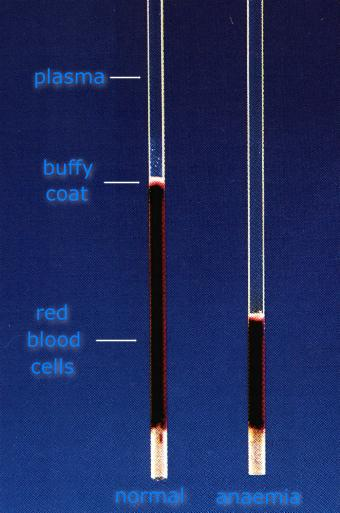 plasma
buffy
coat
red
blood
cells
normal
anaemia